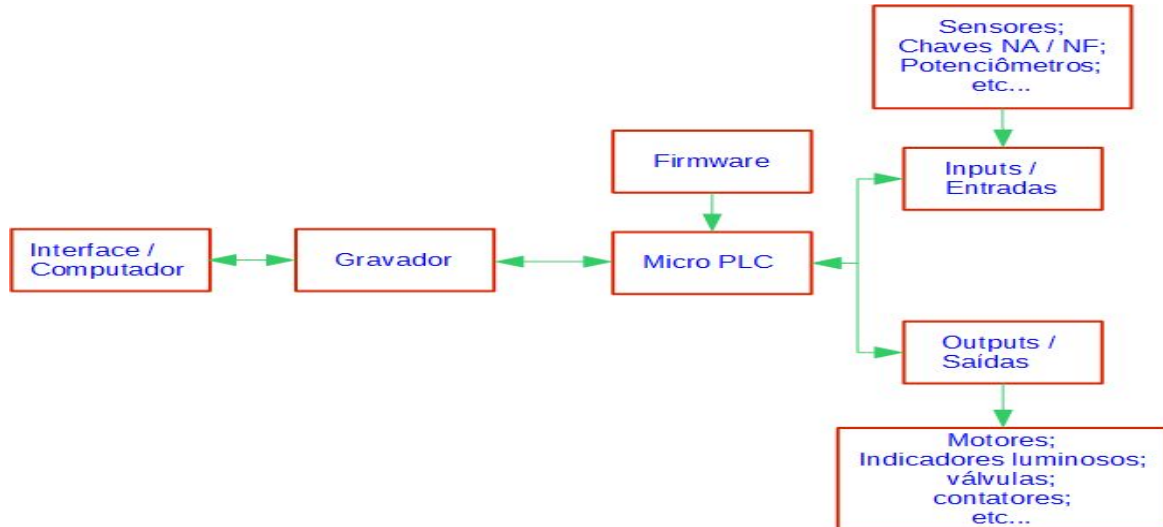 Sensores;
Chaves NA / NF;
Potenciômetros;
etc...
Firmware
Inputs /
Entradas
Interface /
Computador
Gravador
Micro PLC
Outputs /
Saídas
Motores;
Indicadores luminosos;
válvulas;
contatores;
etc...